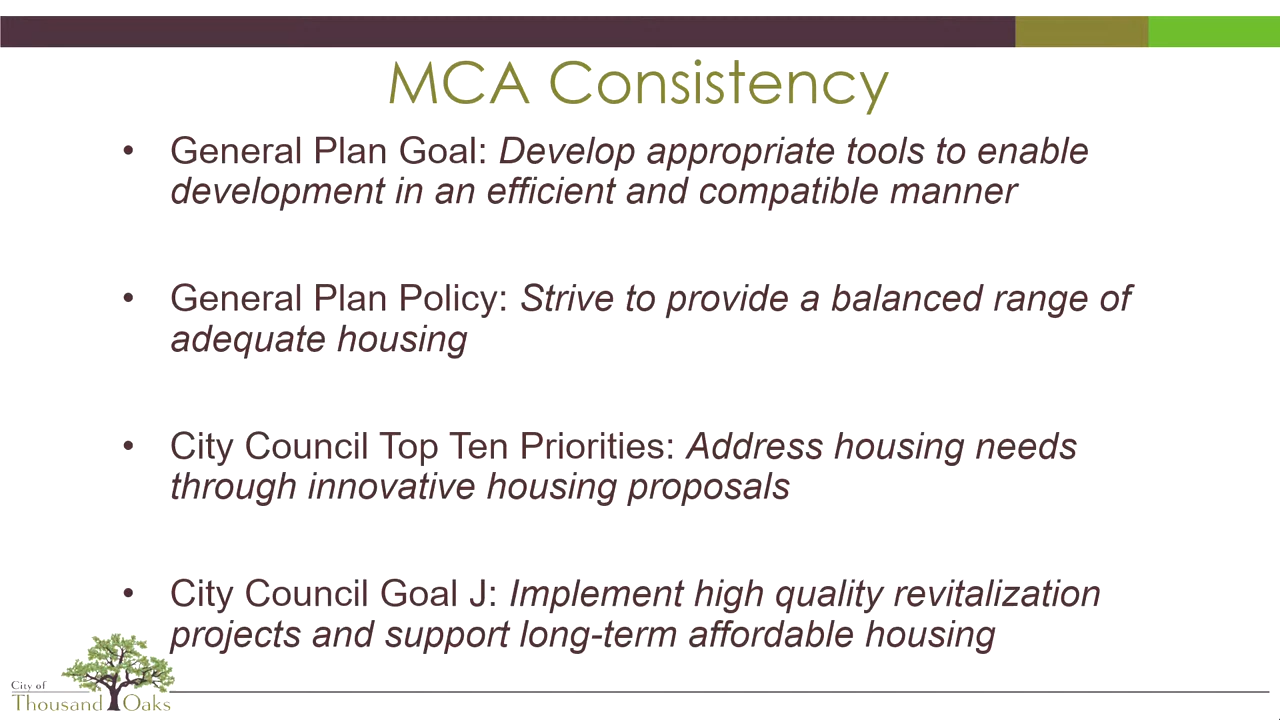 MCA Consistency
• General Plan Goal: Develop appropriate tools to enable
development in an efficient and compatible manner
• General Plan Policy: Strive to provide a balanced range of
adequate housing
• City Council Top Ten Priorities: Address housing needs
through innovative housing proposals
• City Council Goal J: Implement high quality revitalization
projects and support long-term affordable housing
City of
Thousand Oaks